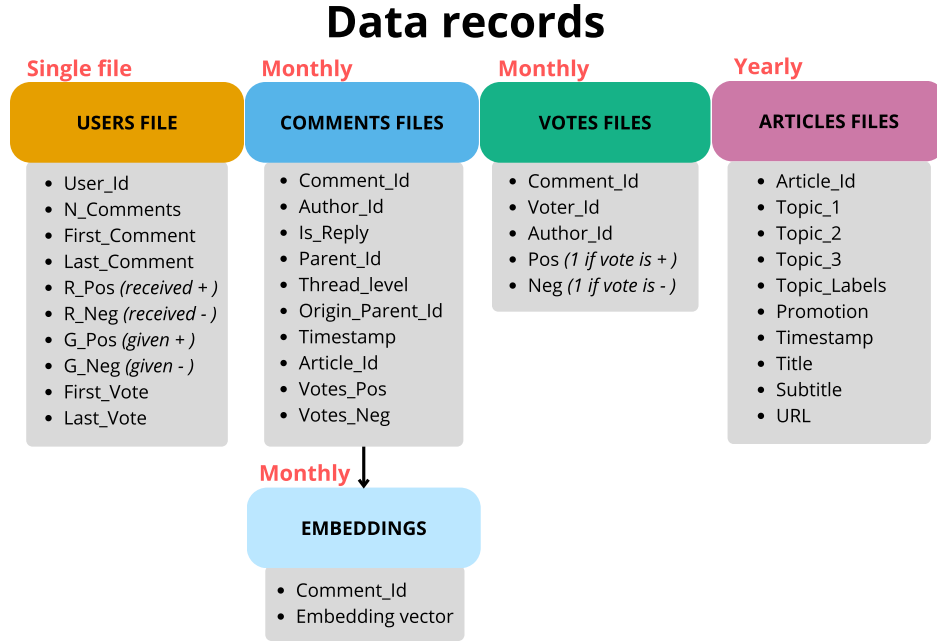 Data records
Single file
USERS FILE
• User_Id
• N_Comments
• First_Comment
• Last_Comment
• R_Pos (received + )
• R_Neg (received - )
• G_Pos (given + )
• G_Neg (given - )
• First_Vote
• Last_Vote
Monthly
COMMENTS FILES
• Comment_Id
• Author_Id
• Is_Reply
• Parent_Id
• Thread_level
• Origin_Parent_Id
• Timestamp
• Article_Id
• Votes_Pos
• Votes_Neg
Monthly
EMBEDDINGS
• Comment_Id
• Embedding vector
Monthly
VOTES FILES
• Comment_Id
• Voter_Id
• Author_Id
• Pos (1 if vote is + )
• Neg (1 if vote is - )
Yearly
ARTICLES FILES
• Article_Id
• Topic_1
• Topic_2
• Topic_3
• Topic_Labels
• Promotion
• Timestamp
• Title
• Subtitle
• URL